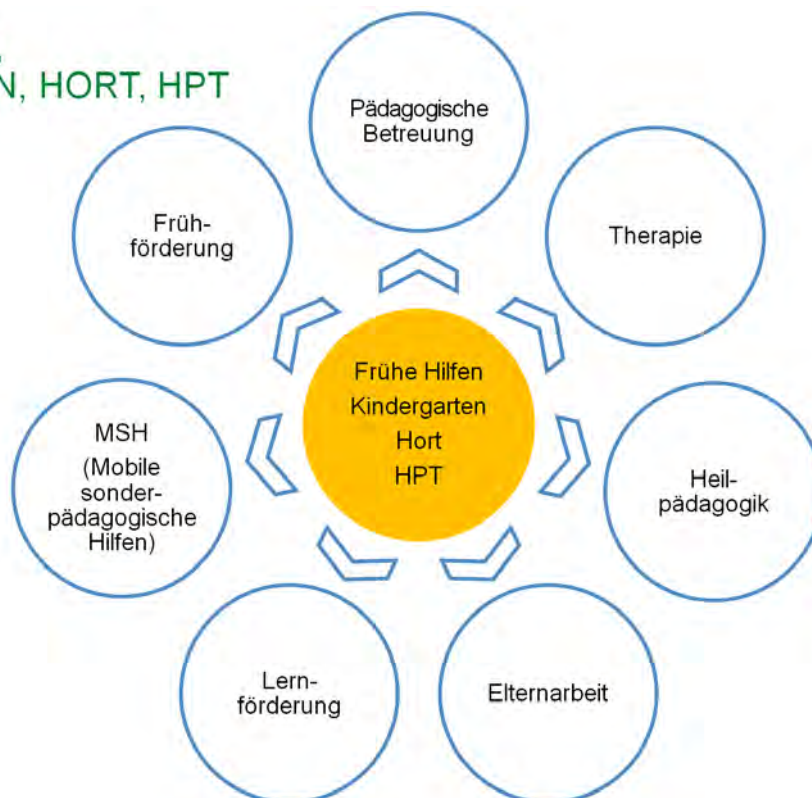 N, HORT, HPT
Pädagogische
Betreuung
Früh-
förderung
Therapie
Frühe Hilfen
Kindergarten
Hort
HPT
MSH
(Mobile
sonder-
pädagogische
Hilfen)
Heil-
pädagogik
Lern-
förderung
Elternarbeit